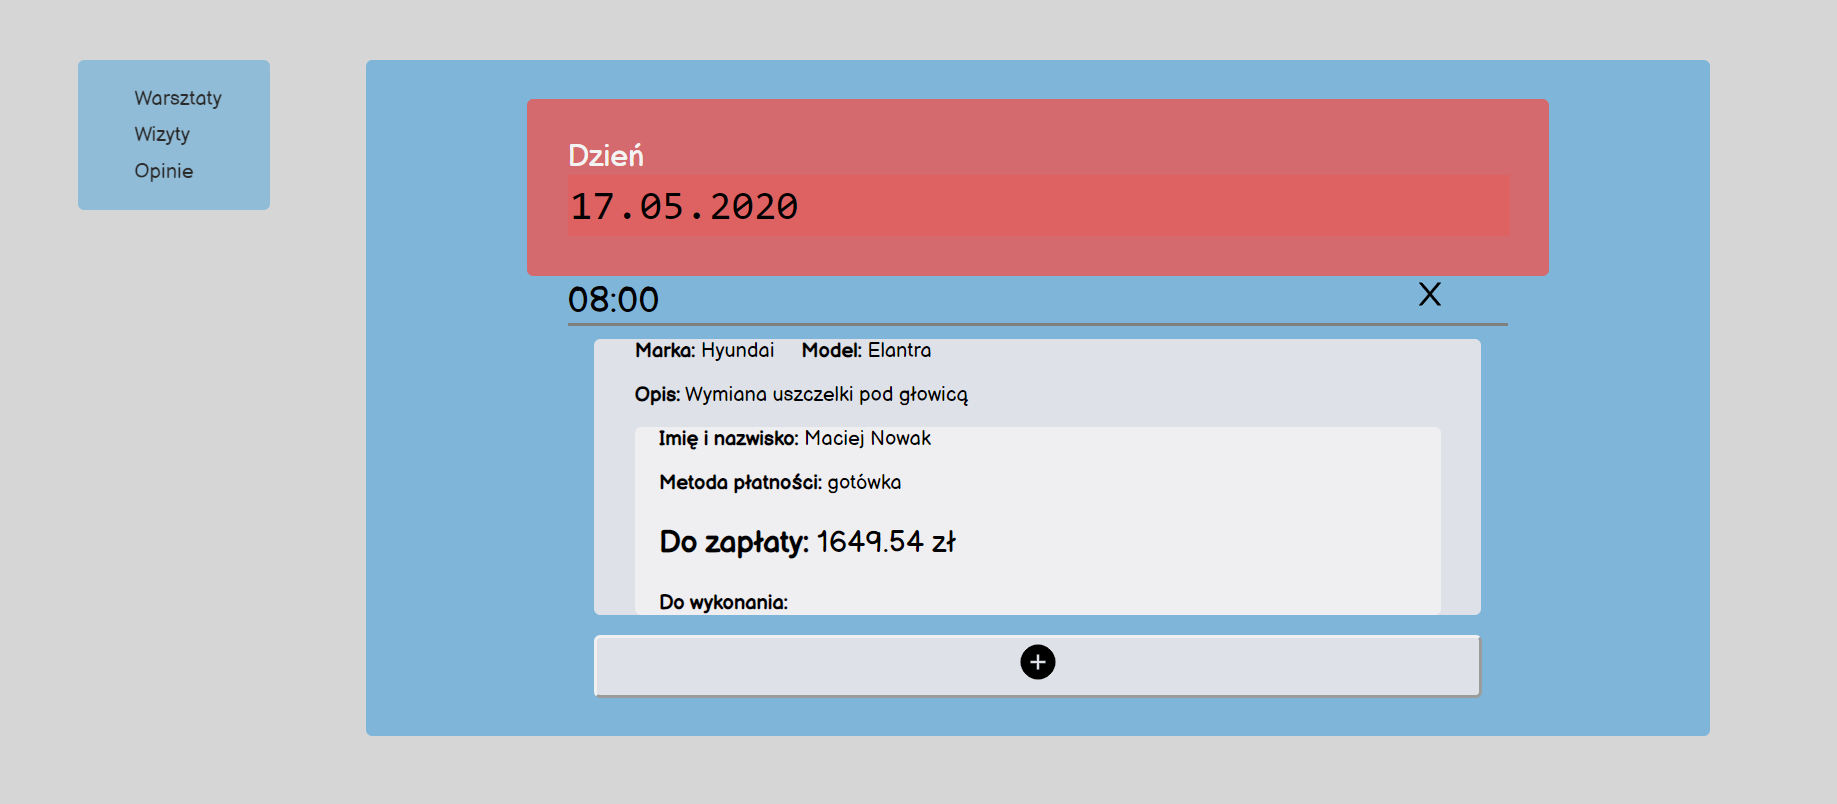 Warsztaty
Wizyty
Opinie
Dzień
17.05.2020
08:00 X
Marka: Hyundai Model: Elantra
Opis: Wymiana uszczelki pod głowicą
Imię i nazwisko: Maciej Nowak
Metoda płatności: gotówka
Do zapłaty: 1649.54 zł
Do wykonania: